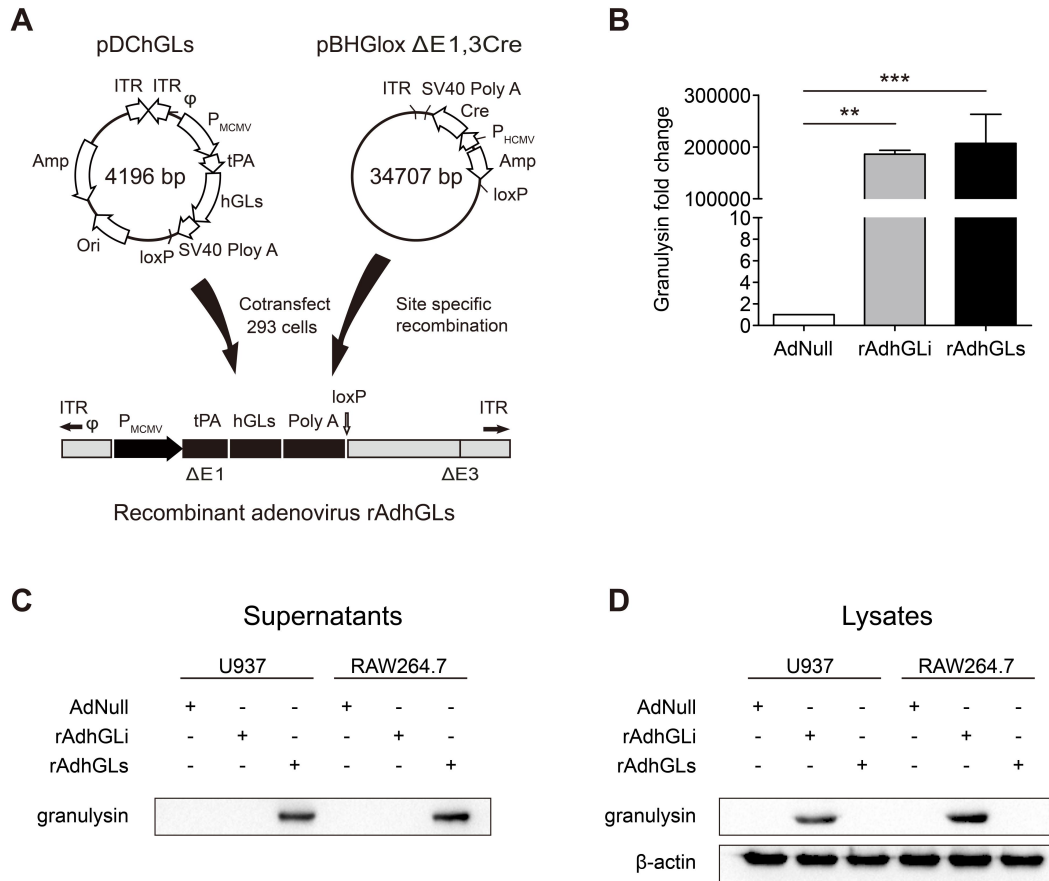 A
pDChGLs
pBHGlox ΔE1,3Cre
ITR ITR
φ
P MCMV
tPA
hGLs
SV40 Ploy A
loxP
Ori
Amp
4196 bp
ITR SV40 Poly A
Cre
P HCMV
Amp
loxP
34707 bp
Cotransfect
293 cells
Site specific
recombination
loxP
ITR φ P MCMV tPA hGLs Poly A ITR
ΔE1 ΔE3
Recombinant adenovirus rAdhGLs
B
Granulysin fold change
300000
200000
100000
10
8
6
4
2
0
***
**
AdNull rAdhGLi rAdhGLs
C
Supernatants
U937 RAW264.7
AdNull + - - + - -
rAdhGLi - + - - + -
rAdhGLs - - + - - +
granulysin
D
Lysates
U937 RAW264.7
AdNull + - - + - -
rAdhGLi - + - - + -
rAdhGLs - - + - - +
granulysin
β-actin